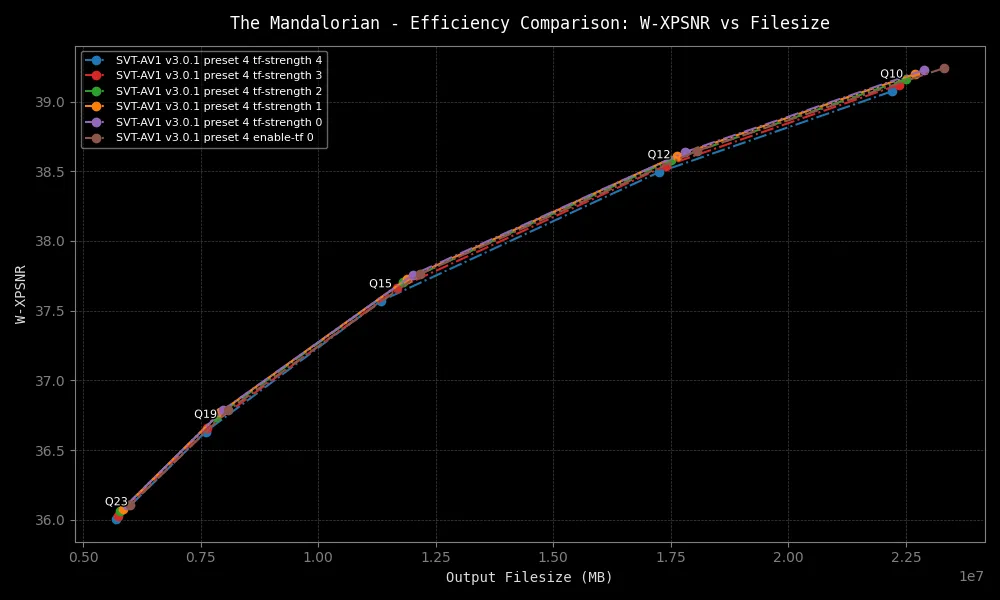 The Mandalorian - Efficiency Comparison: W-XPSNR vs Filesize
SVT-AV1 v3.0.1 preset 4 tf-strength 4
SVT-AV1 v3.0.1 preset 4 tf-strength 3
SVT-AV1 v3.0.1 preset 4 tf-strength 2
SVT-AV1 v3.0.1 preset 4 tf-strength 1
SVT-AV1 v3.0.1 preset 4 tf-strength 0
SVT-AV1 v3.0.1 preset 4 enable-tf 0
Q10
Q12
Q15
Q19
Q23
W-XPSNR
39.0
38.5
38.0
37.5
37.0
36.5
36.0
0.50 0.75 1.00 1.25 1.50 1.75 2.00 2.25
1e7
Output Filesize (MB)